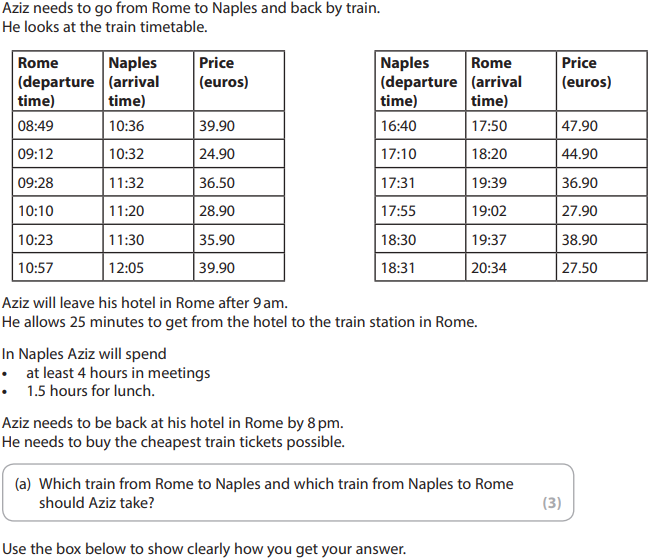 Aziz needs to go from Rome to Naples and back by train.
He looks at the train timetable.
Rome (departure time) Naples (arrival time) Price (euros)
08:49 10:36 39.90
09:12 10:32 24.90
09:28 11:32 36.50
10:10 11:20 28.90
10:23 11:30 35.90
10:57 12:05 39.90
Naples (departure time) Rome (arrival time) Price (euros)
16:40 17:50 47.90
17:10 18:20 44.90
17:31 19:39 36.90
17:55 19:02 27.90
18:30 19:37 38.90
18:31 20:34 27.50
Aziz will leave his hotel in Rome after 9 am.
He allows 25 minutes to get from the hotel to the train station in Rome.
In Naples Aziz will spend
• at least 4 hours in meetings
• 1.5 hours for lunch.
Aziz needs to be back at his hotel in Rome by 8 pm.
He needs to buy the cheapest train tickets possible.
(a) Which train from Rome to Naples and which train from Naples to Rome
should Aziz take?
(3)
Use the box below to show clearly how you get your answer.